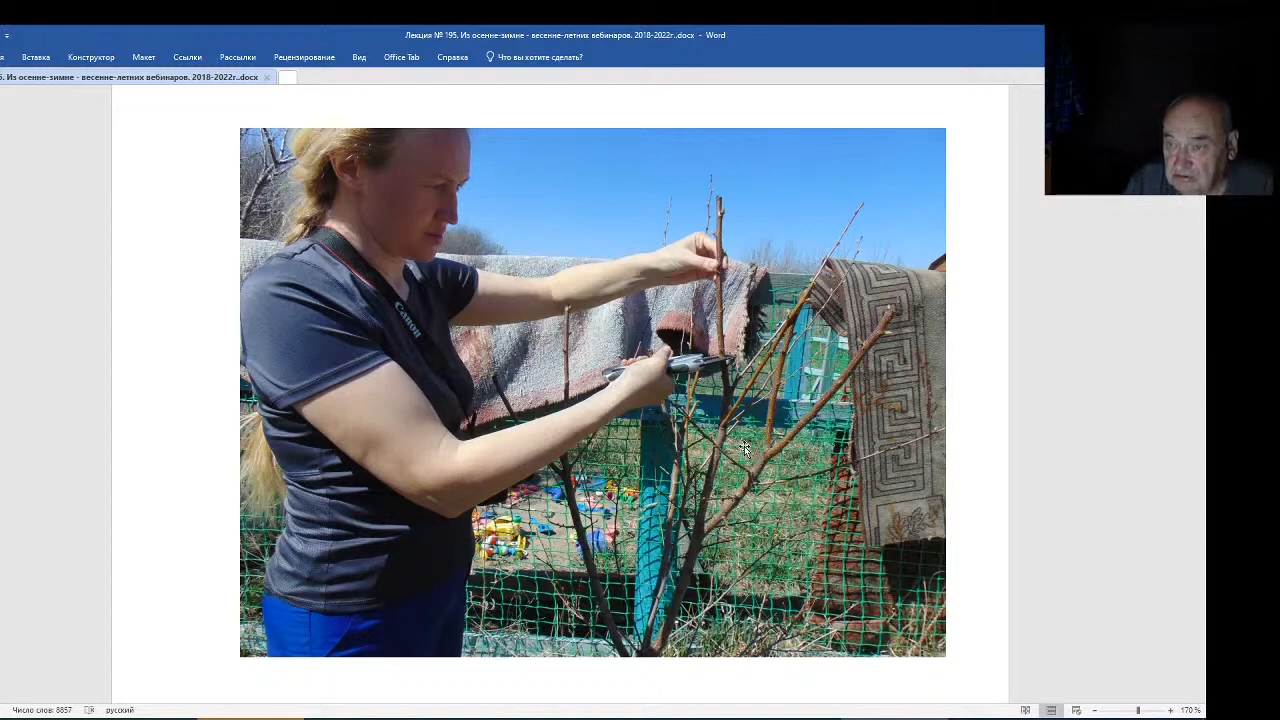 Лекция № 195. Из осенне-зимне - весенне-летних вебинаров. 2018-2022г..docx - Word
я Вставка Конструктор Макет Ссылки Рассылки Рецензирование Вид Office Tab Справка Что вы хотите сделать?
5. Из осенне-зимне - весенне-летних вебинаров. 2018-2022г..docx
Canon
Число слов: 8857 русский 170 %